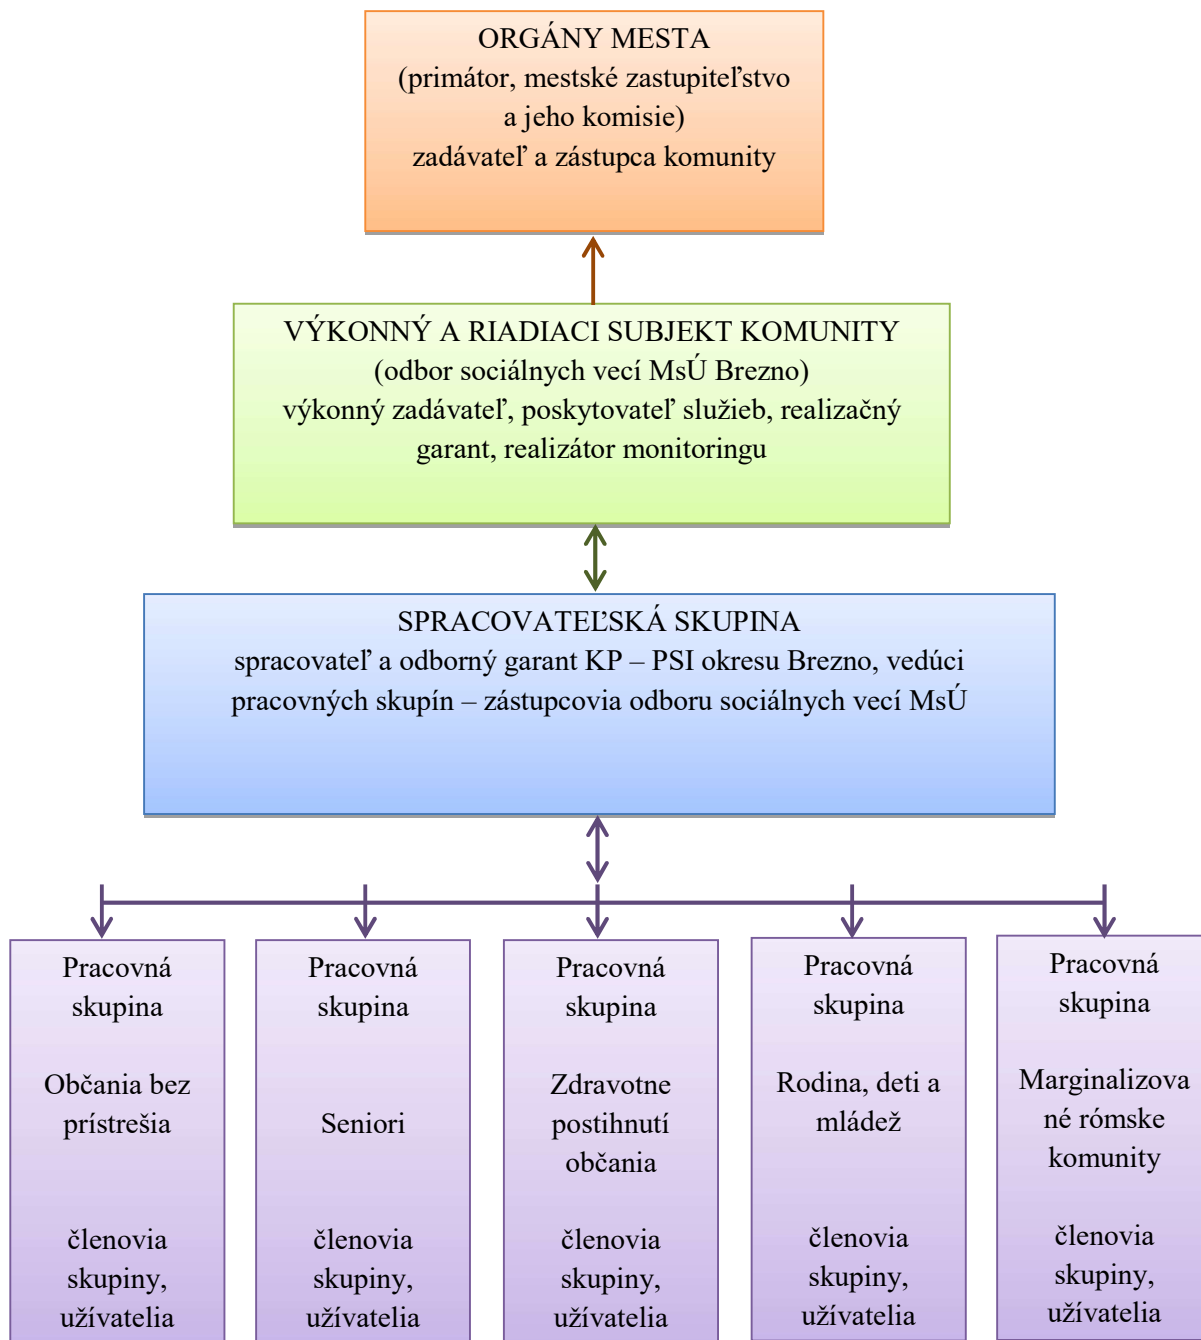 ORGÁNY MESTA
(primátor, mestské zastupiteľstvo
a jeho komisie)
zadávateľ a zástupca komunity
VÝKONNÝ A RIADIACI SUBJEKT KOMUNITY
(odbor sociálnych vecí MsÚ Brezno)
výkonný zadávateľ, poskytovateľ služieb, realizačný
garant, realizátor monitoringu
SPRACOVATEĽSKÁ SKUPINA
spracovateľ a odborný garant KP – PSI okresu Brezno, vedúci
pracovných skupín – zástupcovia odboru sociálnych vecí MsÚ
Pracovná
skupina
Občania bez
prístrešia
členovia
skupiny,
užívatelia
Pracovná
skupina
Seniori
členovia
skupiny,
užívatelia
Pracovná
skupina
Zdravotne
postihnutí
občania
členovia
skupiny,
užívatelia
Pracovná
skupina
Rodina, deti a
mládež
členovia
skupiny,
užívatelia
Pracovná
skupina
Marginalizova
né rómske
komunity
členovia
skupiny,
užívatelia